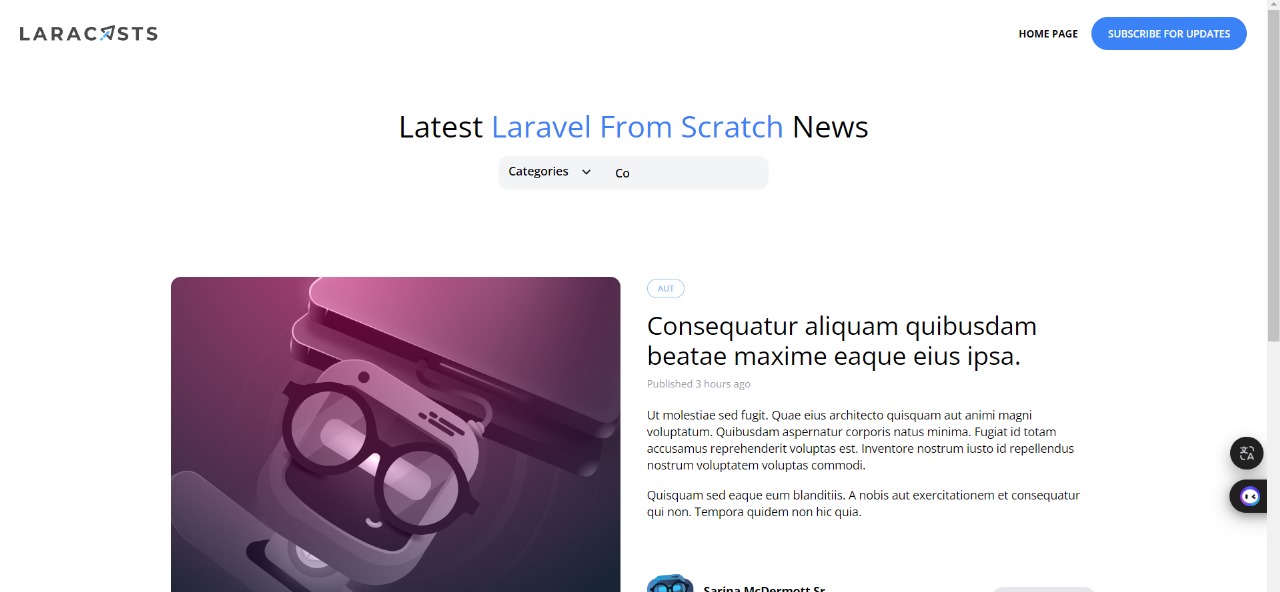 LARACASTS
HOME PAGE
SUBSCRIBE FOR UPDATES
Latest Laravel From Scratch News
Categories
Co
AUT
Consequatur aliquam quibusdam
beatae maxime eaque eius ipsa.
Published 3 hours ago
Ut molestiae sed fugit. Quae eius architecto quisquam aut animi magni
voluptatum. Quibusdam aspernatur corporis natus minima. Fugiat id totam
accusamus reprehenderit voluptas est. Inventore nostrum iusto id repellendus
nostrum voluptatem voluptas commodi.
Quisquam sed eaque eum blanditiis. A nobis aut exercitationem et consequatur
qui non. Tempora quidem non hic quia.
Sarina McDermott Sr.